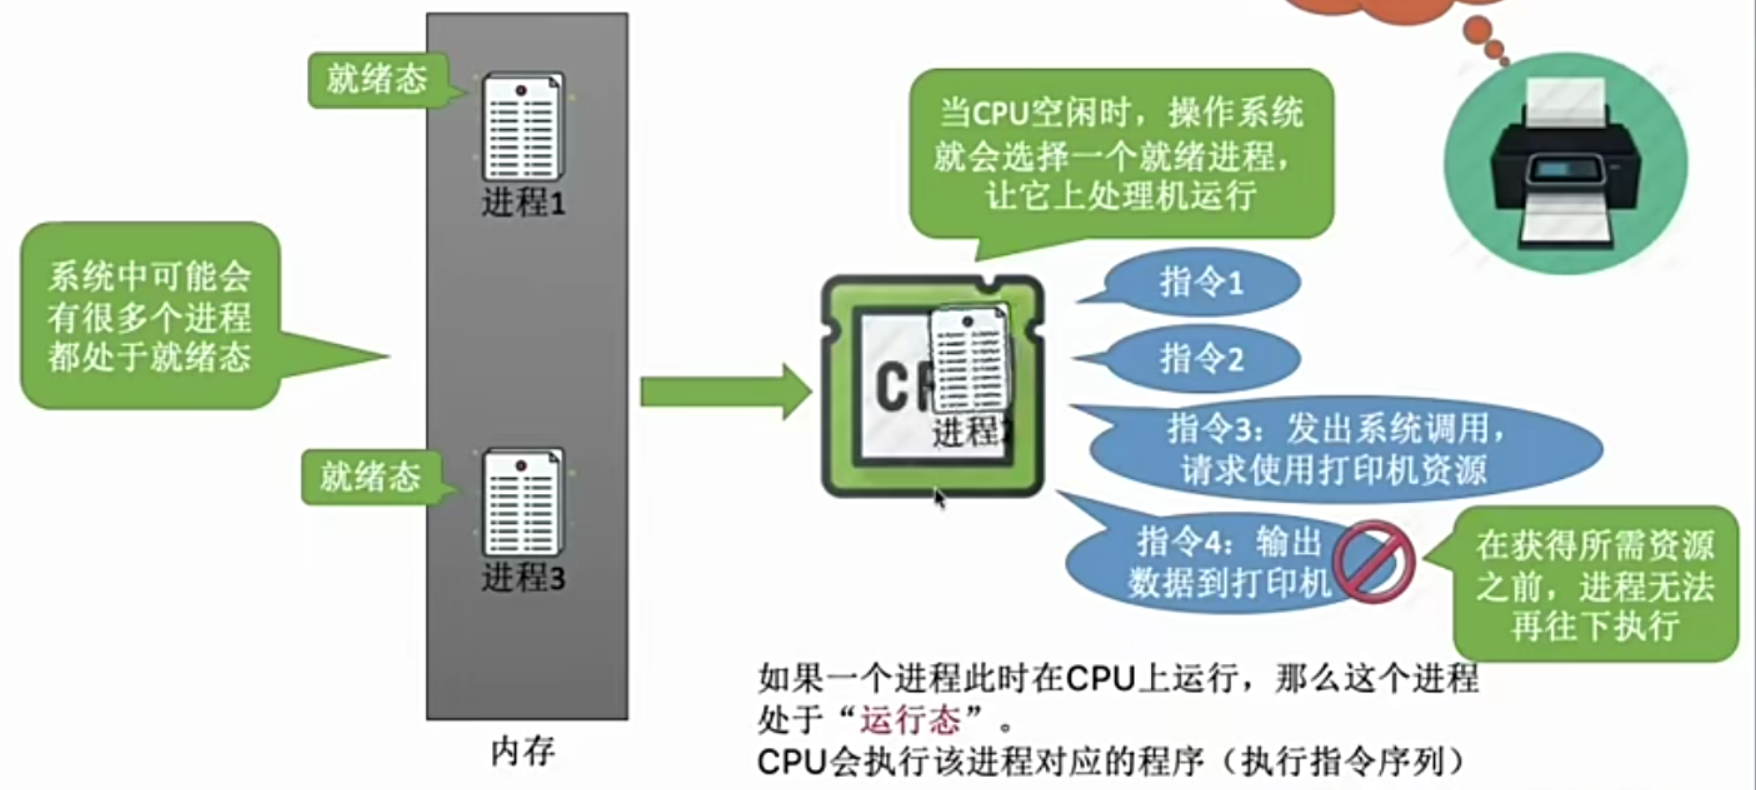 就绪态
进程1
系统中可能会
有很多个进程
都处于就绪态
就绪态
进程3
内存
当CPU空闲时，操作系统
就会选择一个就绪进程，
让它上处理机运行
进程2
指令1
指令2
指令3：发出系统调用，
请求使用打印机资源
指令4：输出
数据到打印机
在获得所需资源
之前，进程无法
再往下执行
如果一个进程此时在CPU上运行，那么这个进程
处于“运行态”。
CPU会执行该进程对应的程序（执行指令序列）